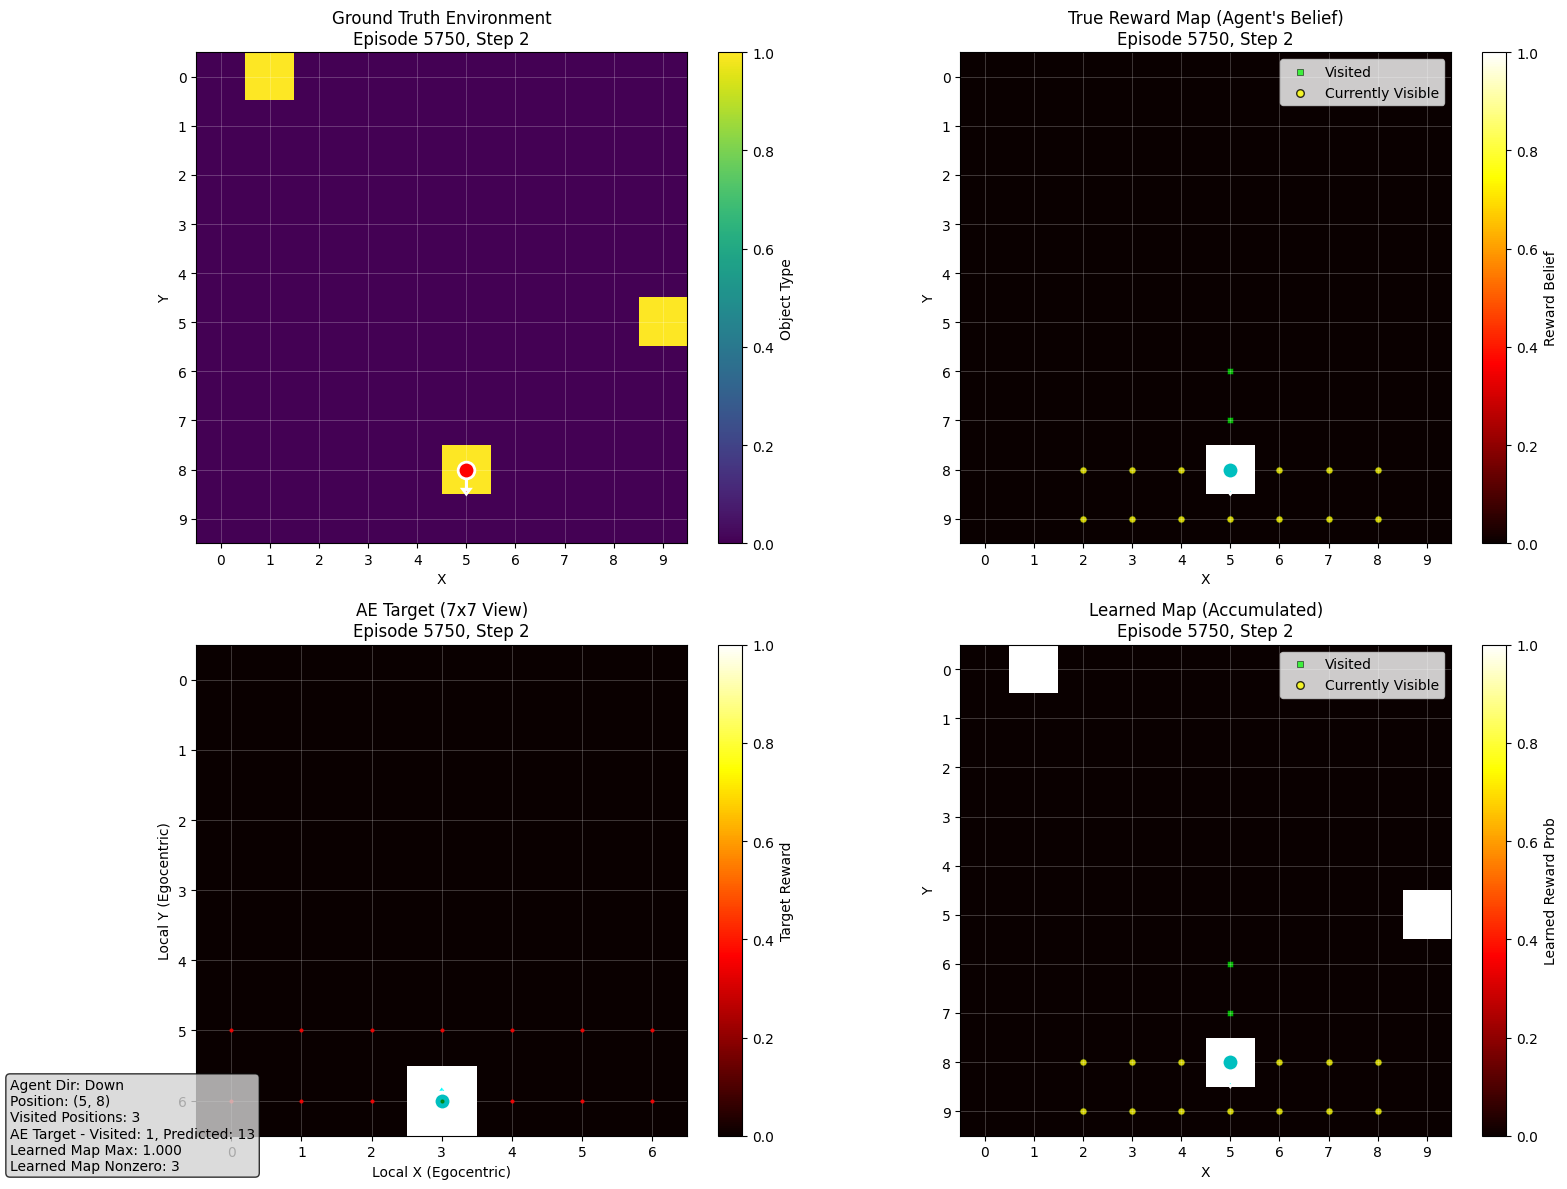 Ground Truth Environment
Episode 5750, Step 2
0
1
2
3
4
5
6
7
8
9
Y
0 1 2 3 4 5 6 7 8 9
X
1.0
0.8
0.6
0.4
0.2
0.0
Object Type
True Reward Map (Agent's Belief)
Episode 5750, Step 2
Visited
Currently Visible
0
1
2
3
4
5
6
7
8
9
Y
0 1 2 3 4 5 6 7 8 9
X
1.0
0.8
0.6
0.4
0.2
0.0
Reward Belief
AE Target (7x7 View)
Episode 5750, Step 2
0
1
2
3
4
5
6
Local Y (Egocentric)
0 1 2 3 4 5 6
Local X (Egocentric)
1.0
0.8
0.6
0.4
0.2
0.0
Target Reward
Learned Map (Accumulated)
Episode 5750, Step 2
Visited
Currently Visible
0
1
2
3
4
5
6
7
8
9
Y
0 1 2 3 4 5 6 7 8 9
X
1.0
0.8
0.6
0.4
0.2
0.0
Learned Reward Prob
Agent Dir: Down
Position: (5, 8)
Visited Positions: 3
AE Target - Visited: 1, Predicted: 13
Learned Map Max: 1.000
Learned Map Nonzero: 3